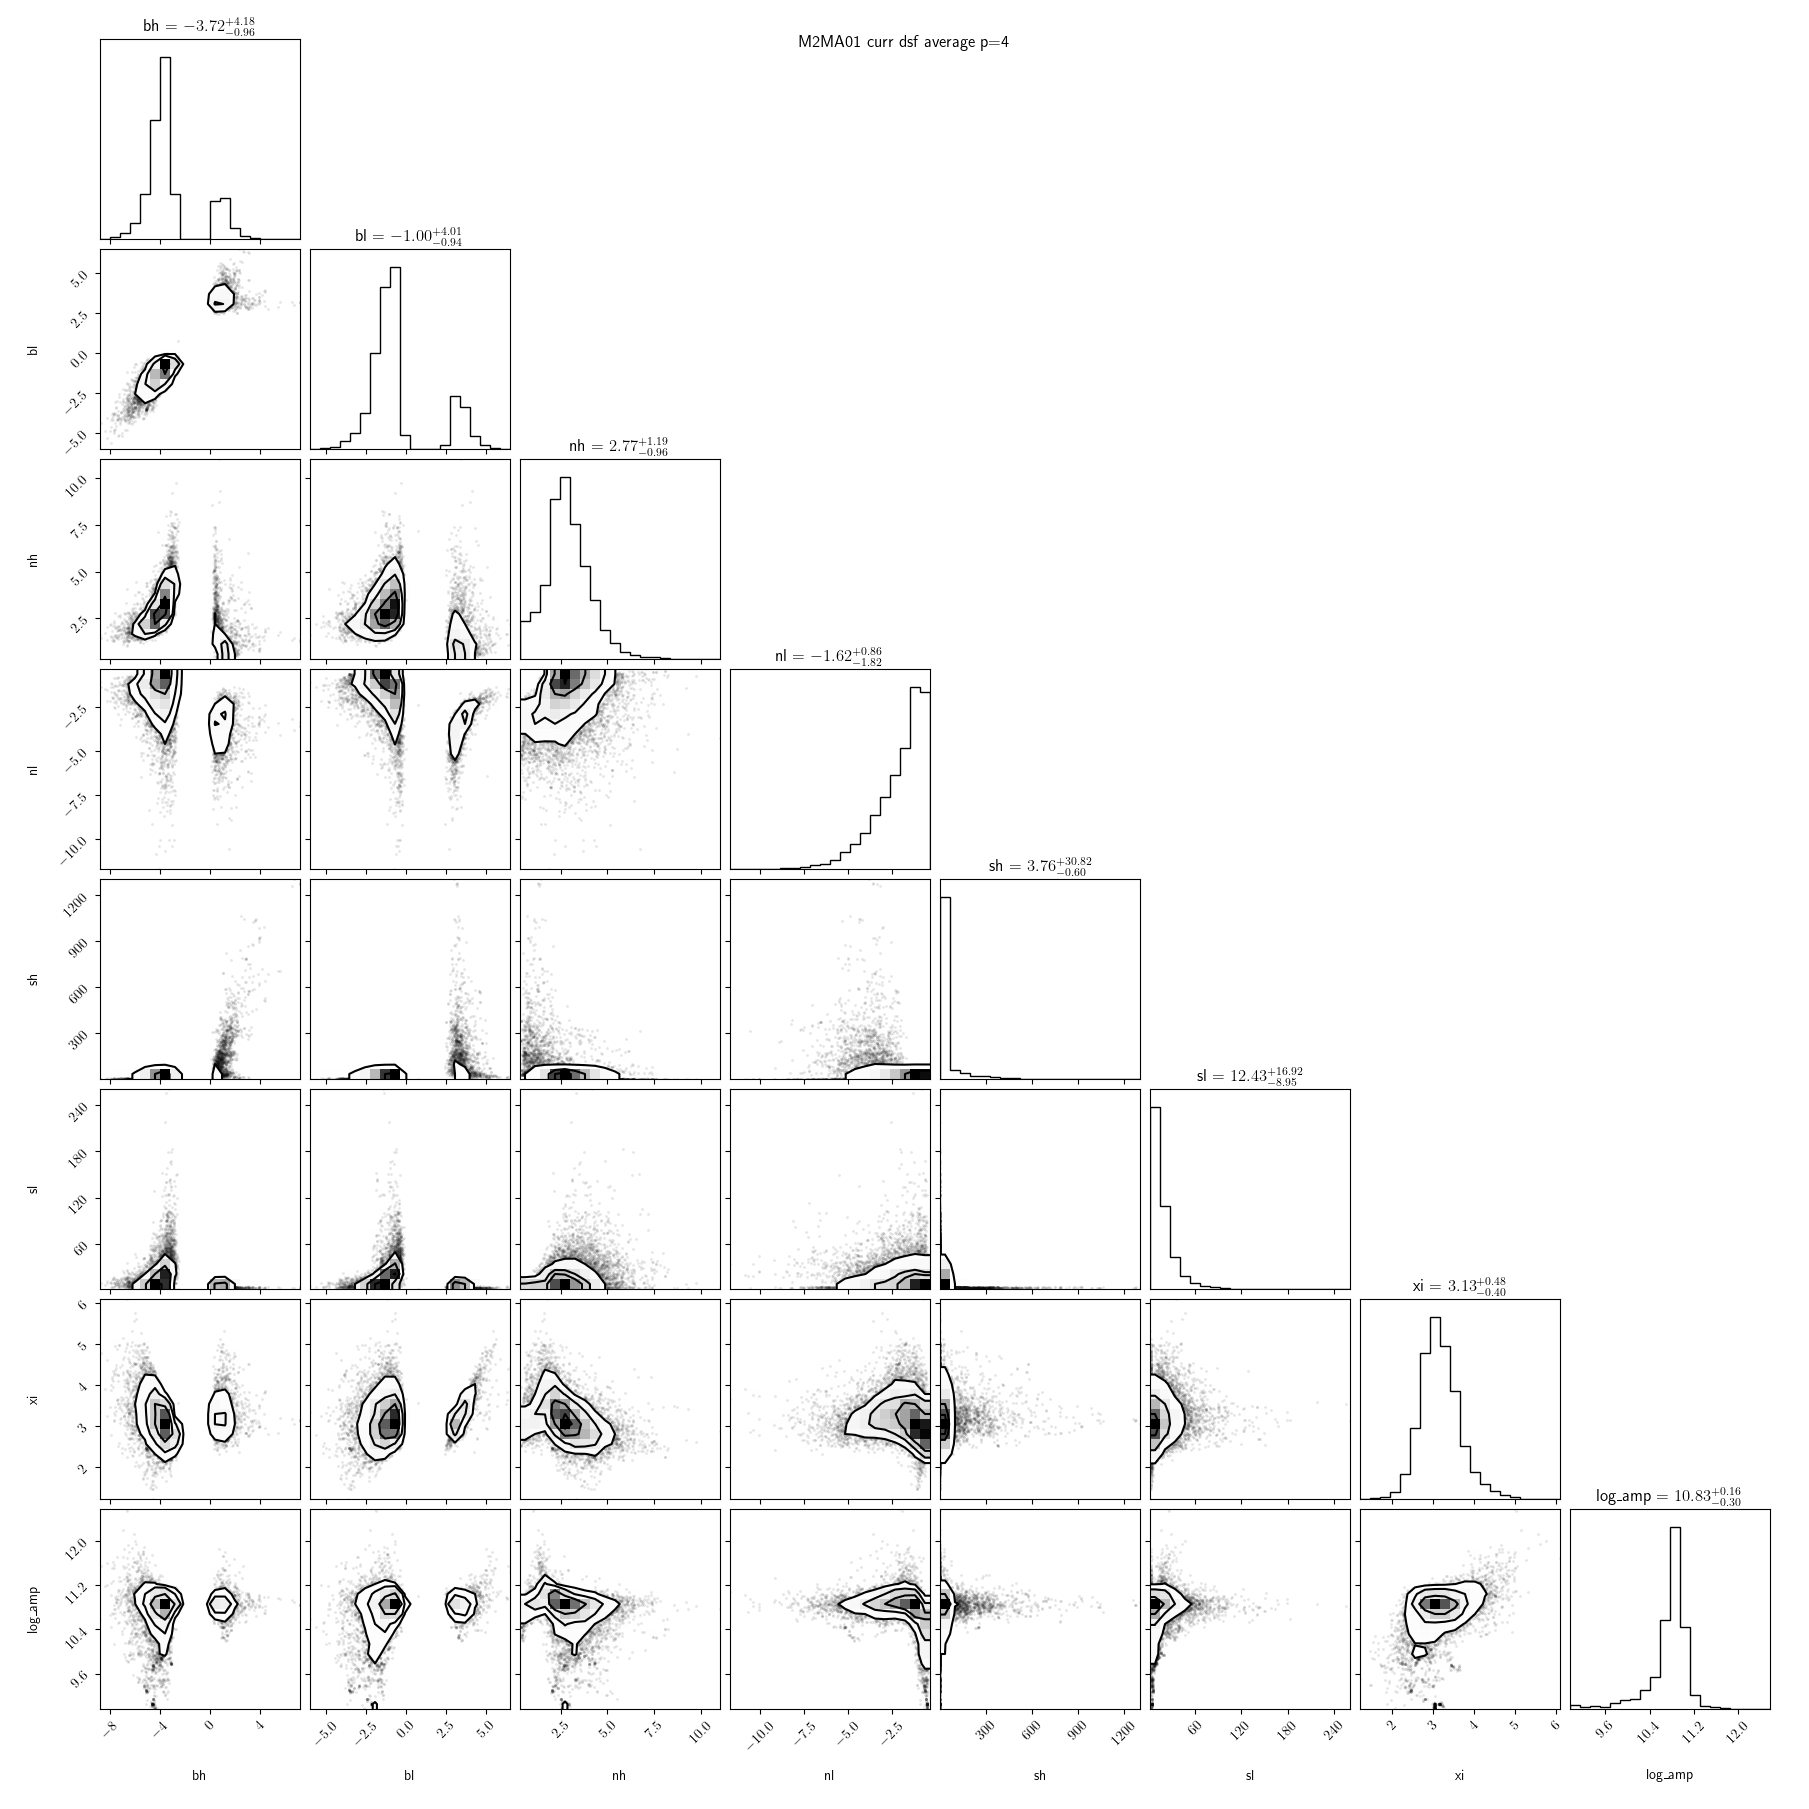 M2MA01 curr dsf average p=4
bh = −3.72 +4.18 −0.96
bl = −1.00 +4.01 −0.94
5.0
2.5
0.0
−2.5
−5.0
bl
nh = 2.77 +1.19 −0.96
10.0
7.5
5.0
2.5
nh
nl = −1.62 +0.86 −1.82
−2.5
−5.0
−7.5
−10.0
nl
sh = 3.76 +30.82 −0.60
1200
900
600
300
sh
sl = 12.43 +16.92 −8.95
240
180
120
60
sl
xi = 3.13 +0.48 −0.40
6
5
4
3
2
xi
log_amp = 10.83 +0.16 −0.30
12.0
11.2
10.4
9.6
log_amp
−8 −4 0 4 −5.0 −2.5 0.0 2.5 5.0 2.5 5.0 7.5 10.0 −10.0 −7.5 −5.0 −2.5 300 600 900 1200 60 120 180 240 2 3 4 5 6 9.6 10.4 11.2 12.0
bh bl nh nl sh sl xi log_amp